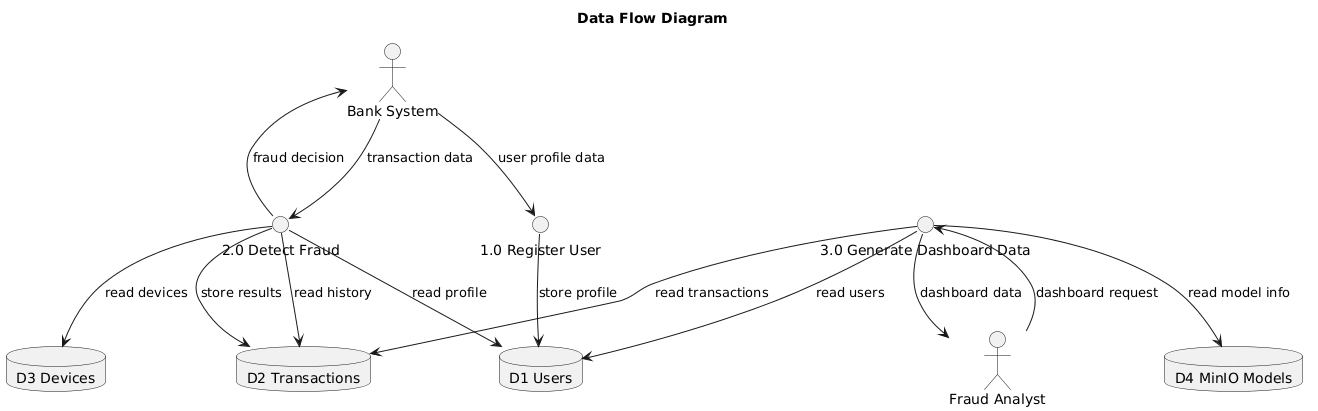 Data Flow Diagram
Bank System
fraud decision
transaction data
user profile data
2.0 Detect Fraud
1.0 Register User
3.0 Generate Dashboard Data
read devices
store results
read history
read profile
store profile
read transactions
read users
dashboard data
dashboard request
read model info
D3 Devices
D2 Transactions
D1 Users
Fraud Analyst
D4 MinIO Models